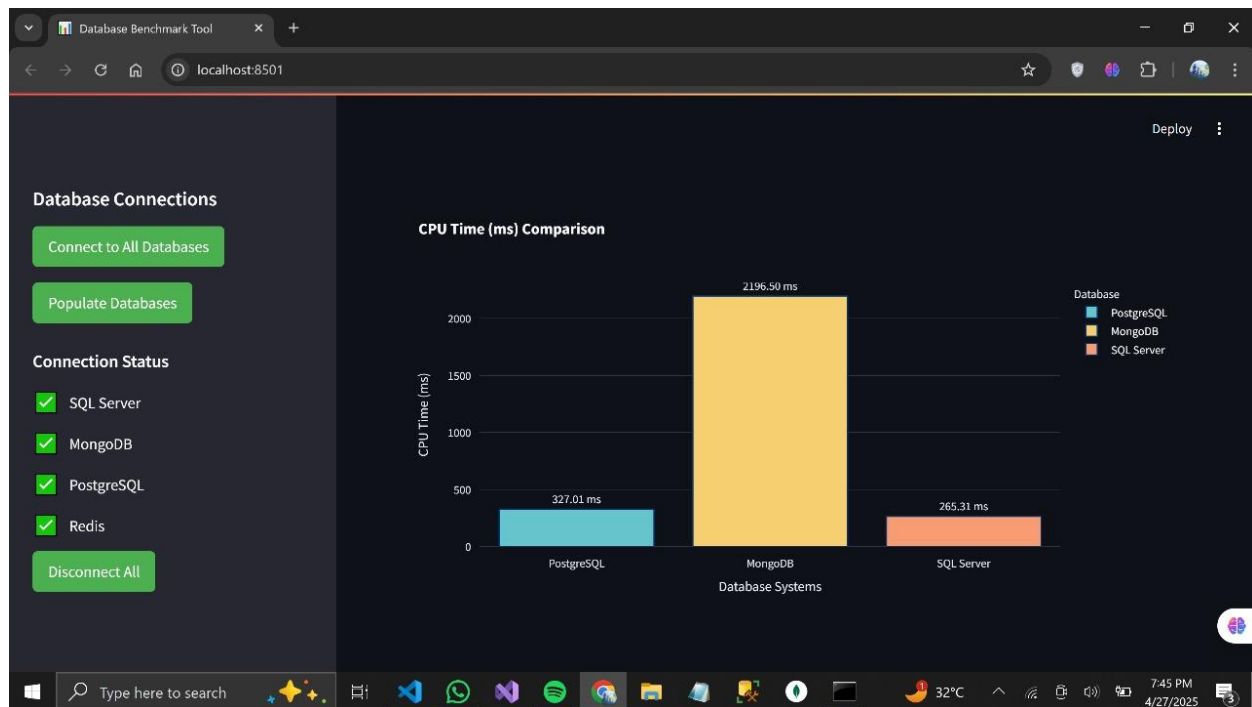 Database Benchmark Tool
localhost:8501
Deploy
Database Connections
Connect to All Databases
Populate Databases
Connection Status
SQL Server
MongoDB
PostgreSQL
Redis
Disconnect All
CPU Time (ms) Comparison
2196.50 ms
327.01 ms
265.31 ms
CPU Time (ms)
2000
1500
1000
500
0
PostgreSQL
MongoDB
SQL Server
Database Systems
Database
PostgreSQL
MongoDB
SQL Server
Type here to search
1
32°C
7:45 PM
4/27/2025
3